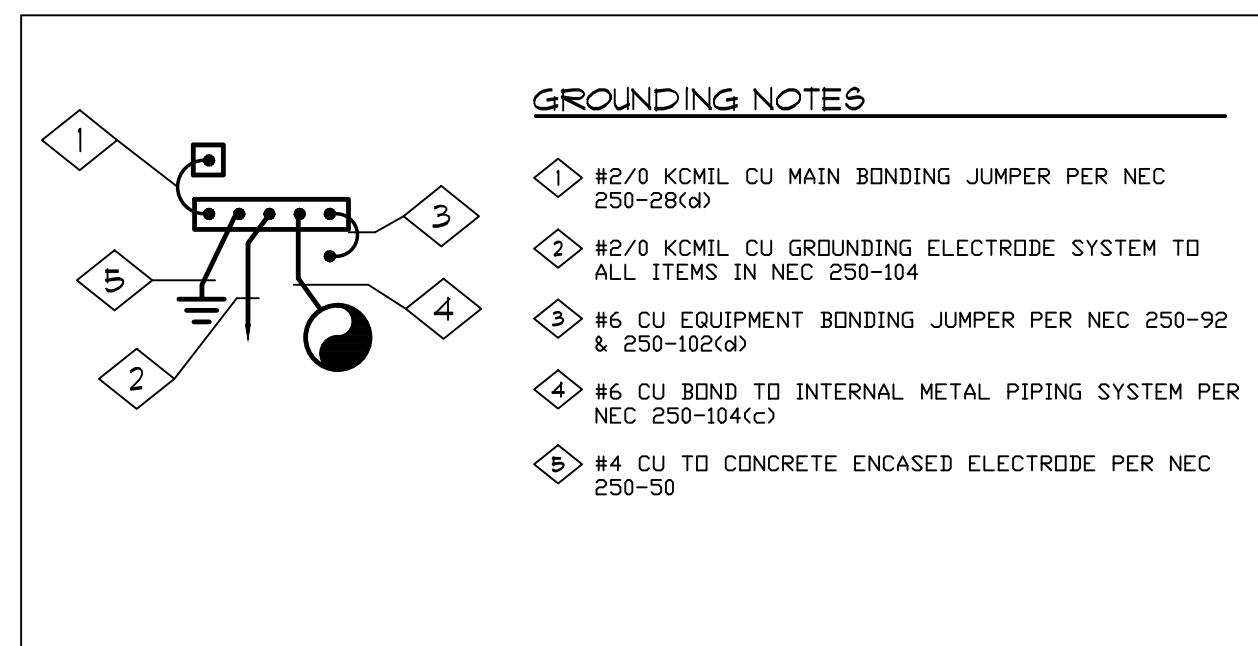 GROUNDING NOTES
1 #2/0 KCMIL CU MAIN BONDING JUMPER PER NEC
250-28(d)
2 #2/0 KCMIL CU GROUNDING ELECTRODE SYSTEM TO
ALL ITEMS IN NEC 250-104
3 #6 CU EQUIPMENT BONDING JUMPER PER NEC 250-92
& 250-102(d)
4 #6 CU BOND TO INTERNAL METAL PIPING SYSTEM PER
NEC 250-104(c)
5 #4 CU TO CONCRETE ENCASED ELECTRODE PER NEC
250-50
1
3
5
4
2